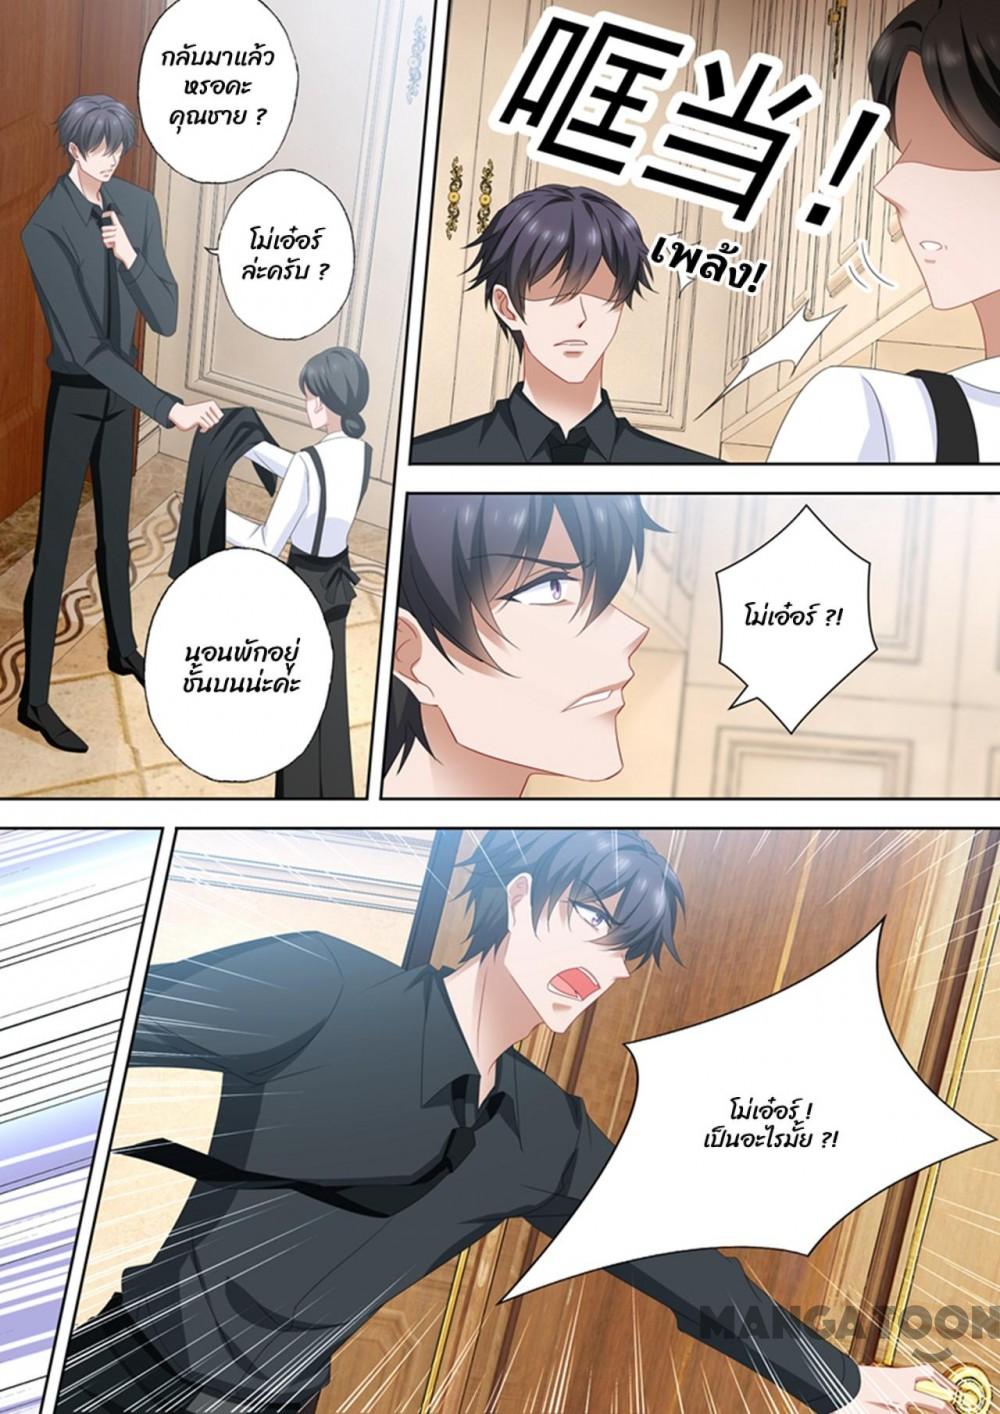 กลับมาแล้ว
หรอคะ
คุณชาย ?
โม่เอ๋อร์
ล่ะครับ ?
นอนพักอยู่
ชั้นบนน่ะค่ะ
哐当！
เพล้ง!
โม่เอ๋อร์ ?!
โม่เอ๋อร์ !
เป็นอะไรมั้ย ?!
MANGATOON